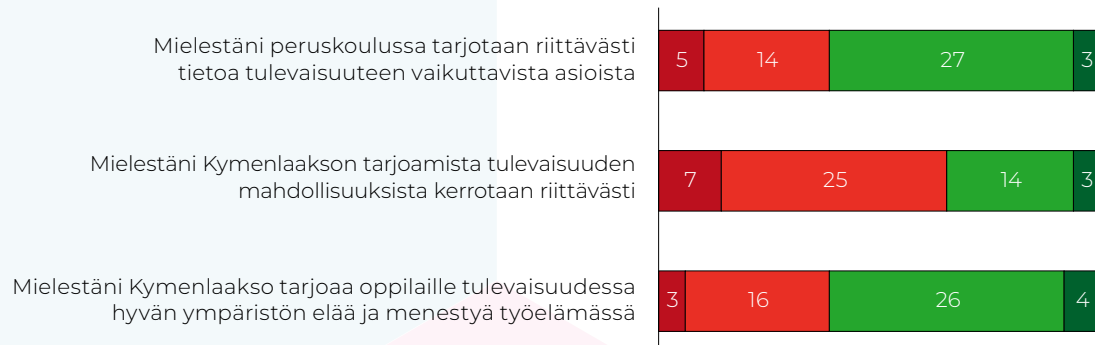 Mielestäni peruskoulussa tarjotaan riittävästi
tietoa tulevaisuuteen vaikuttavista asioista
5 14 27 3
Mielestäni Kymenlaakson tarjoamista tulevaisuuden
mahdollisuuksista kerrotaan riittävästi
7 25 14 3
Mielestäni Kymenlaakso tarjoaa oppilaille tulevaisuudessa
hyvän ympäristön elää ja menestyä työelämässä
3 16 26 4